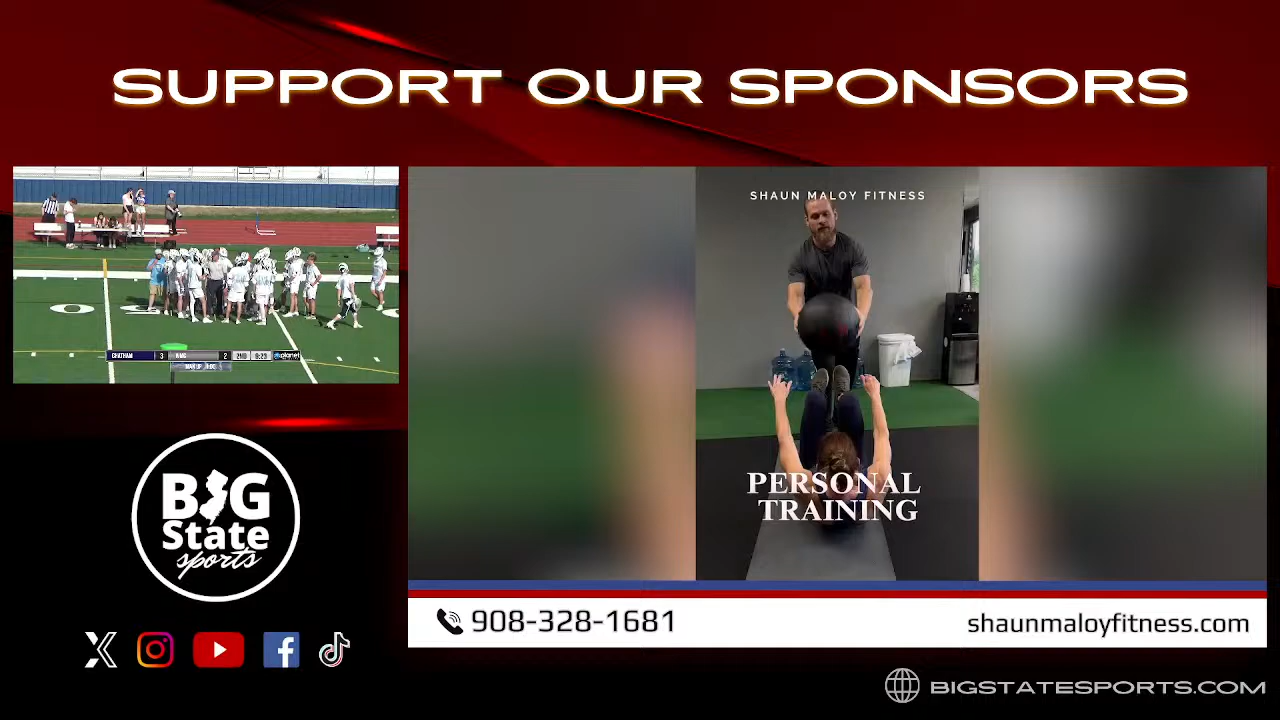 SUPPORT OUR SPONSORS
SHAUN MALOY FITNESS
PERSONAL
TRAINING
CHATHAM 3 2 2ND
BIG
State
sports
908-328-1681
shaunmaloyfitness.com
BIGSTATESPORTS.COM